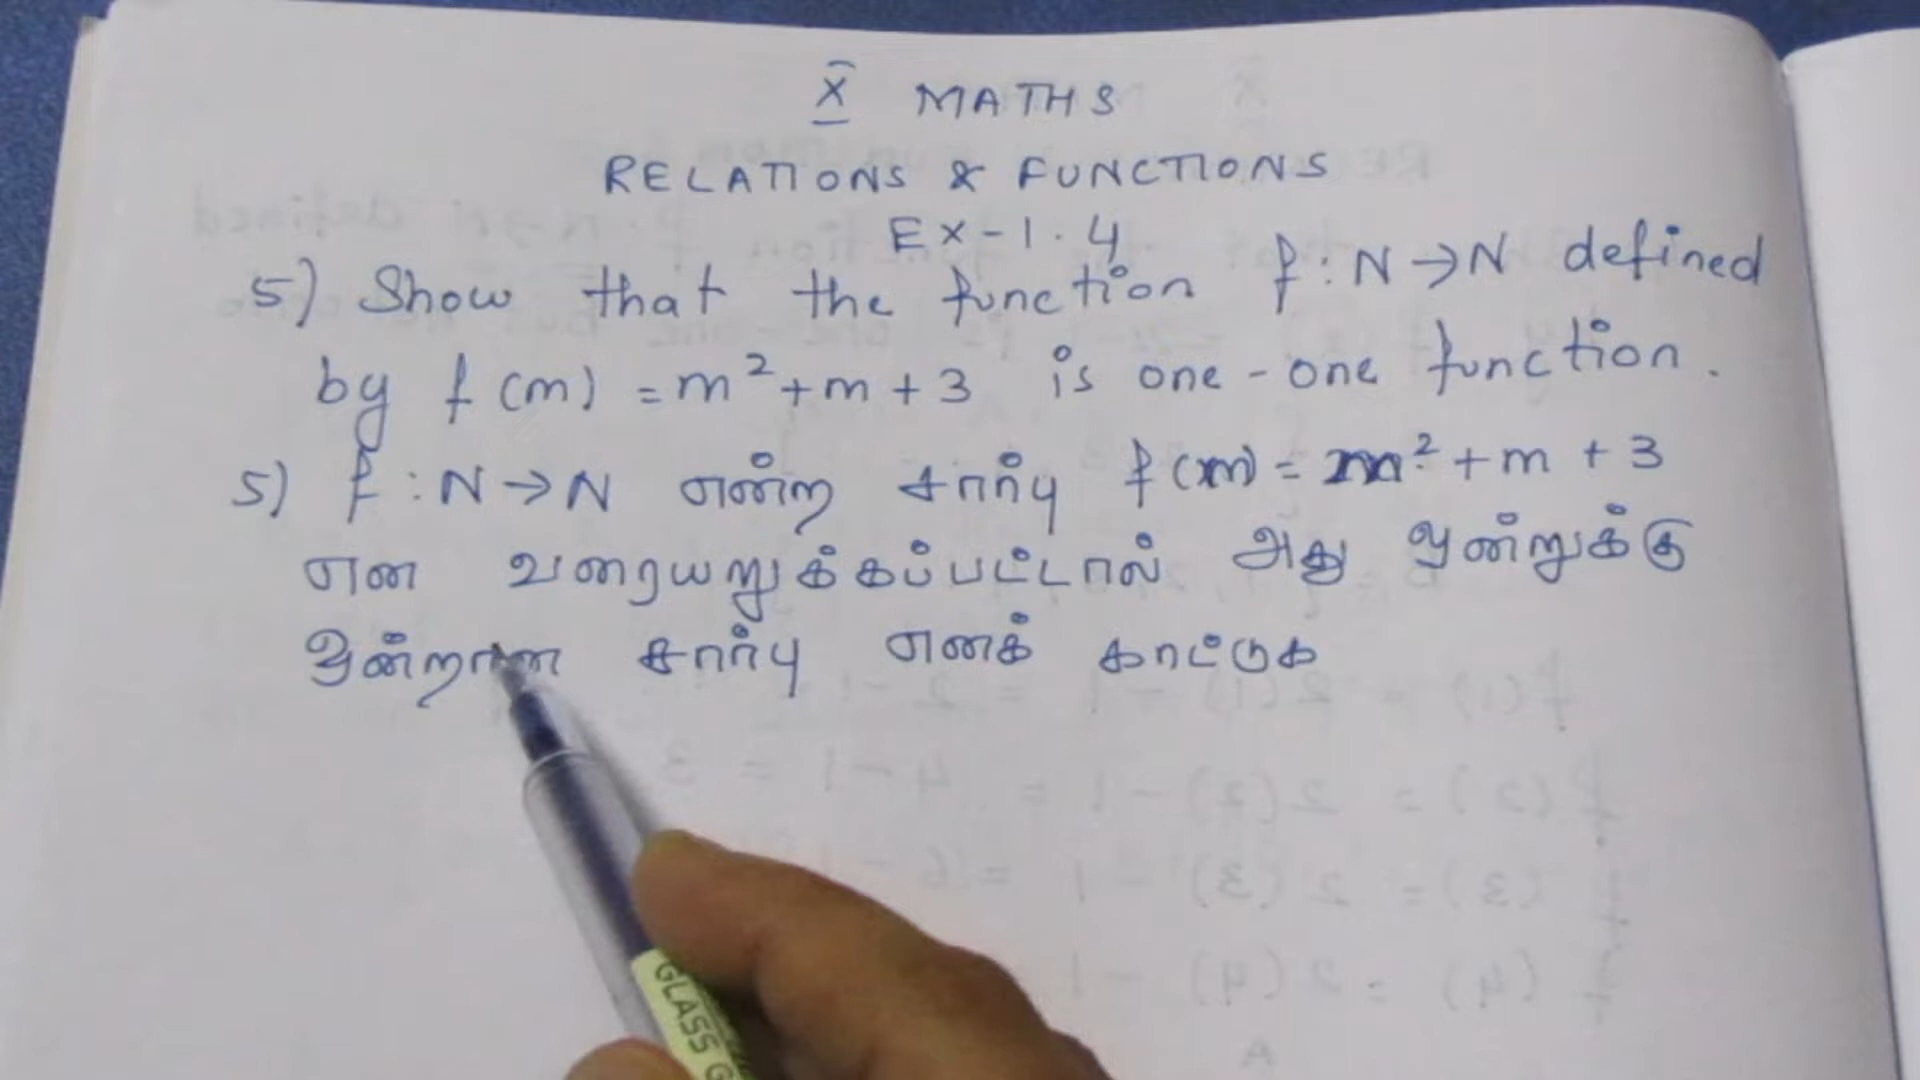 X MATHS
RELATIONS & FUNCTIONS
EX-1.4
5) Show that the function f:N→N defined
by f(m) = m²+m+3 is one-one function.
5) f:N→N என்ற சார்பு f(m) = m²+m+3
என வரையறுக்கப்பட்டால் அது ஒன்றுக்கு
ஒன்றான சார்பு எனக் காட்டுக
GLASS G